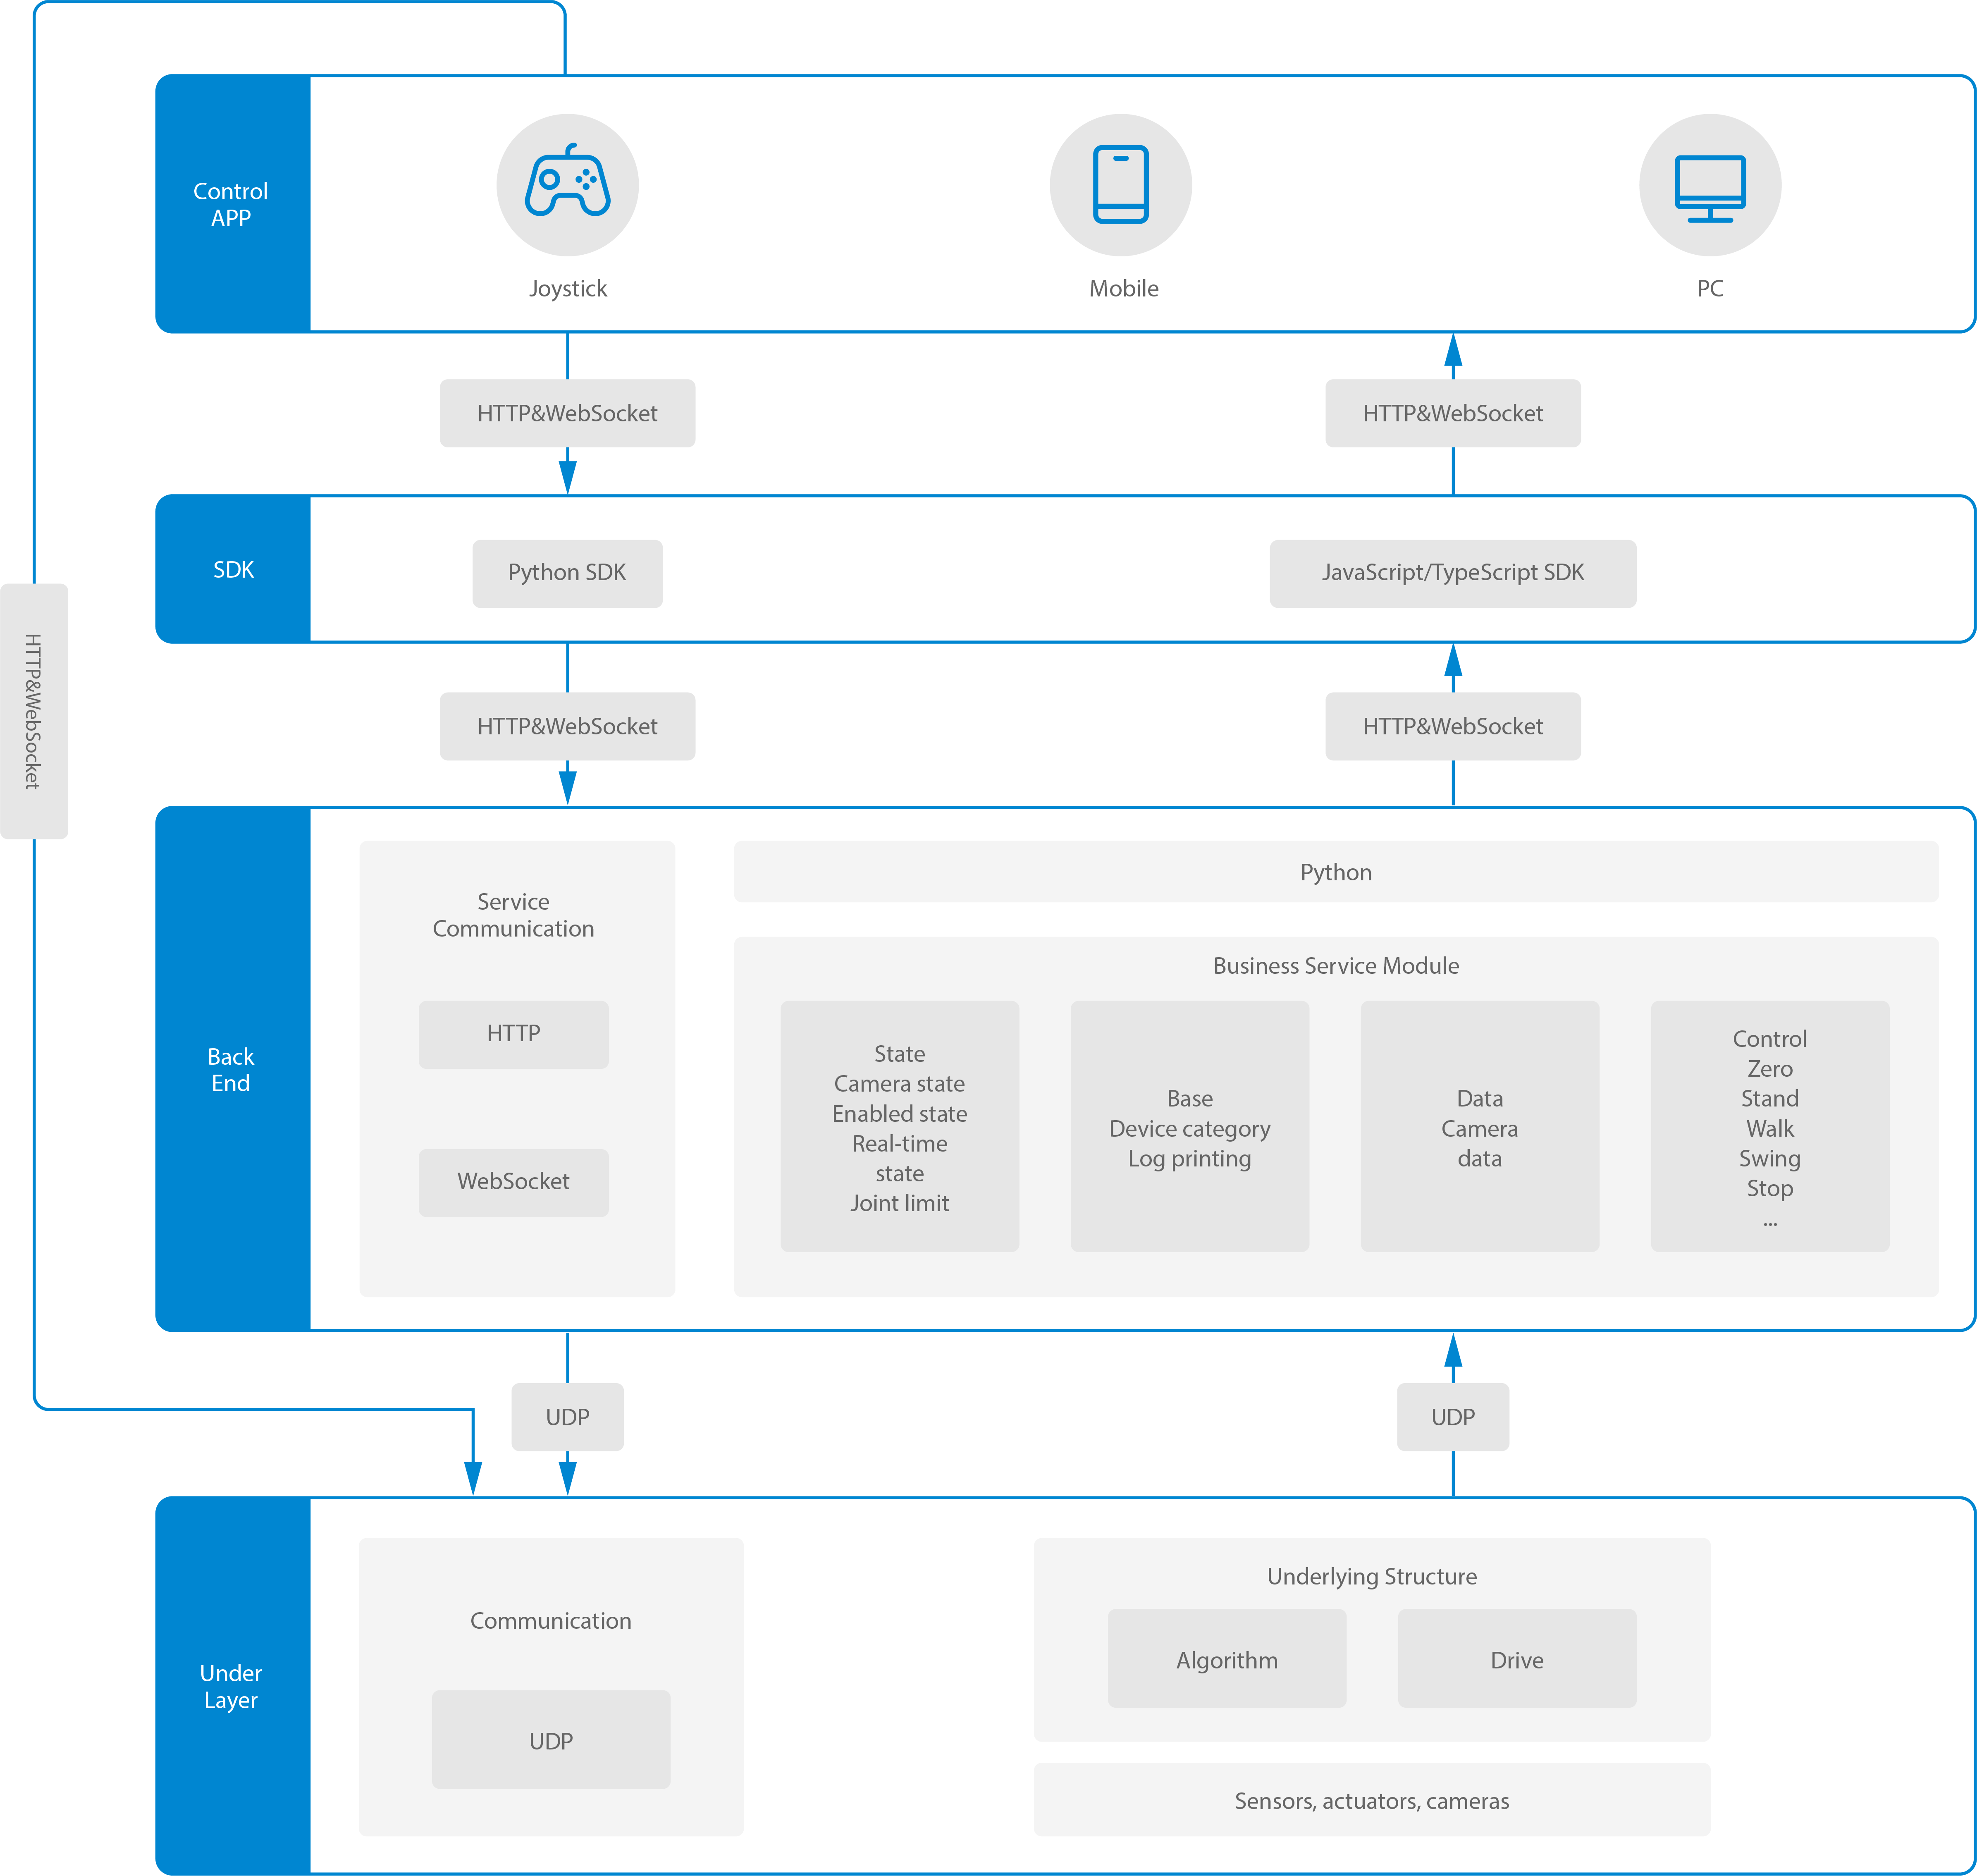 Control
APP
Joystick
Mobile
PC
HTTP&WebSocket
HTTP&WebSocket
SDK
Python SDK
JavaScript/TypeScript SDK
HTTP&WebSocket
HTTP&WebSocket
HTTP&WebSocket
Back
End
Service
Communication
HTTP
WebSocket
Python
Business Service Module
State
Camera state
Enabled state
Real-time
state
Joint limit
Base
Device category
Log printing
Data
Camera
data
Control
Zero
Stand
Walk
Swing
Stop
...
UDP
UDP
Under
Layer
Communication
UDP
Underlying Structure
Algorithm
Drive
Sensors, actuators, cameras